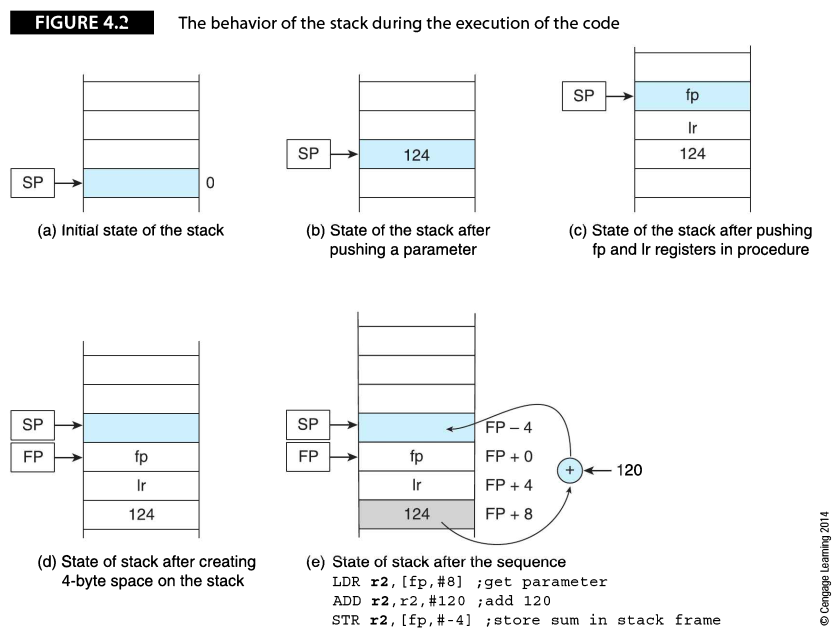 FIGURE 4.2 The behavior of the stack during the execution of the code
SP
0
(a) Initial state of the stack
SP
124
(b) State of the stack after
pushing a parameter
SP
fp
lr
124
(c) State of the stack after pushing
fp and lr registers in procedure
SP
FP
fp
lr
124
(d) State of stack after creating
4-byte space on the stack
SP
FP
fp
lr
124
FP – 4
FP + 0
FP + 4
FP + 8
+
120
(e) State of stack after the sequence
LDR r2,[fp,#8] ;get parameter
ADD r2,r2,#120 ;add 120
STR r2,[fp,#-4] ;store sum in stack frame
© Cengage Learning 2014